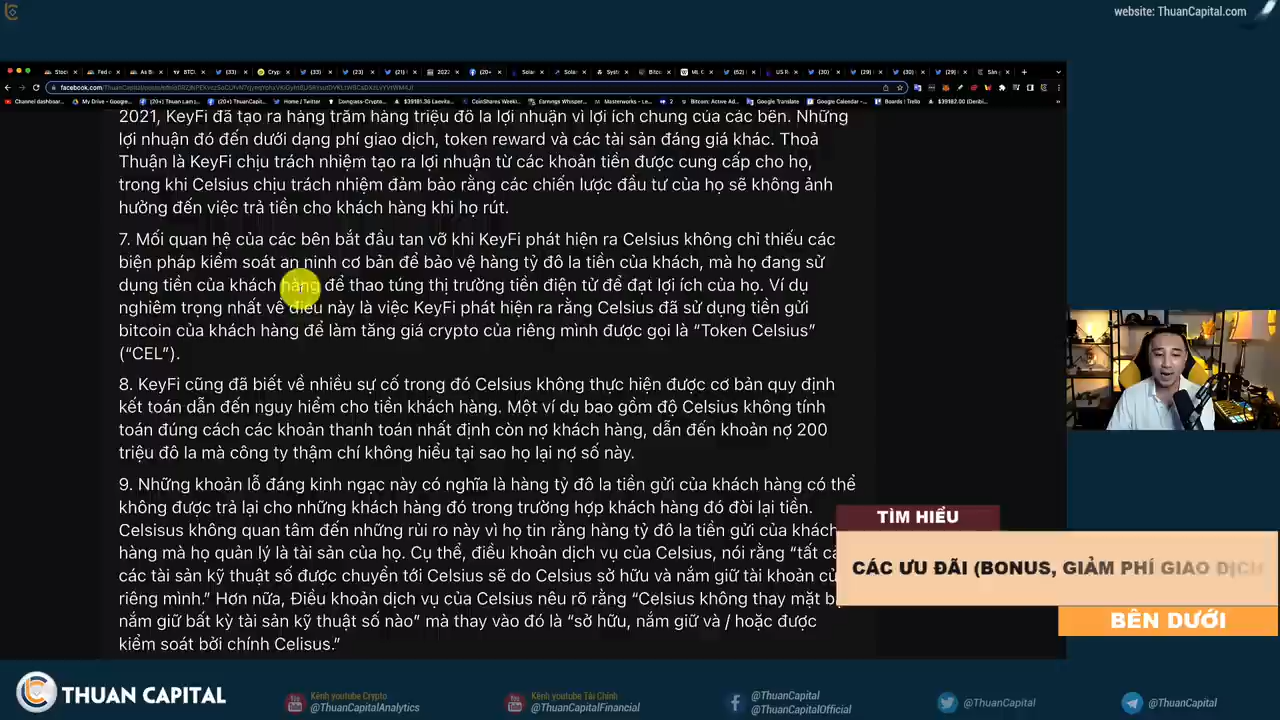 website: ThuanCapital.com
2021, KeyFi đã tạo ra hàng trăm hàng triệu đô la lợi nhuận vì lợi ích chung của các bên. Những
lợi nhuận đó đến dưới dạng phí giao dịch, token reward và các tài sản đáng giá khác. Thoả
Thuận là KeyFi chịu trách nhiệm tạo ra lợi nhuận từ các khoản tiền được cung cấp cho họ,
trong khi Celsius chịu trách nhiệm đảm bảo rằng các chiến lược đầu tư của họ sẽ không ảnh
hưởng đến việc trả tiền cho khách hàng khi họ rút.
7. Mối quan hệ của các bên bắt đầu tan vỡ khi KeyFi phát hiện ra Celsius không chỉ thiếu các
biện pháp kiểm soát an ninh cơ bản để bảo vệ hàng tỷ đô la tiền của khách, mà họ đang sử
dụng tiền của khách hàng để thao túng thị trường tiền điện tử để đạt lợi ích của họ. Ví dụ
nghiêm trọng nhất về điều này là việc KeyFi phát hiện ra rằng Celsius đã sử dụng tiền gửi
bitcoin của khách hàng để làm tăng giá crypto của riêng mình được gọi là “Token Celsius”
(“CEL”).
8. KeyFi cũng đã biết về nhiều sự cố trong đó Celsius không thực hiện được cơ bản quy định
kết toán dẫn đến nguy hiểm cho tiền khách hàng. Một ví dụ bao gồm độ Celsius không tính
toán đúng cách các khoản thanh toán nhất định còn nợ khách hàng, dẫn đến khoản nợ 200
triệu đô la mà công ty thậm chí không hiểu tại sao họ lại nợ số này.
9. Những khoản lỗ đáng kinh ngạc này có nghĩa là hàng tỷ đô la tiền gửi của khách hàng có thể
không được trả lại cho những khách hàng đó trong trường hợp khách hàng đó đòi lại tiền.
Celsisus không quan tâm đến những rủi ro này vì họ tin rằng hàng tỷ đô la tiền gửi của khách
hàng mà họ quản lý là tài sản của họ. Cụ thể, điều khoản dịch vụ của Celsius, nói rằng “tất cả
các tài sản kỹ thuật số được chuyển tới Celsius sẽ do Celsius sở hữu và nắm giữ tài khoản
riêng mình.” Hơn nữa, Điều khoản dịch vụ của Celsius nêu rõ rằng “Celsius không thay mặt
nắm giữ bất kỳ tài sản kỹ thuật số nào” mà thay vào đó là “sở hữu, nắm giữ và / hoặc được
kiểm soát bởi chính Celisus.”
TÌM HIỂU
CÁC ƯU ĐÃI (BONUS, GIẢM PHÍ GIAO DỊCH
BÊN DƯỚI
THUAN CAPITAL
Kênh youtube Crypto
@ThuanCapitalAnalytics
Kênh youtube Tài Chính
@ThuanCapitalFinancial
@ThuanCapital
@ThuanCapitalOfficial
@ThuanCapital
@ThuanCapital